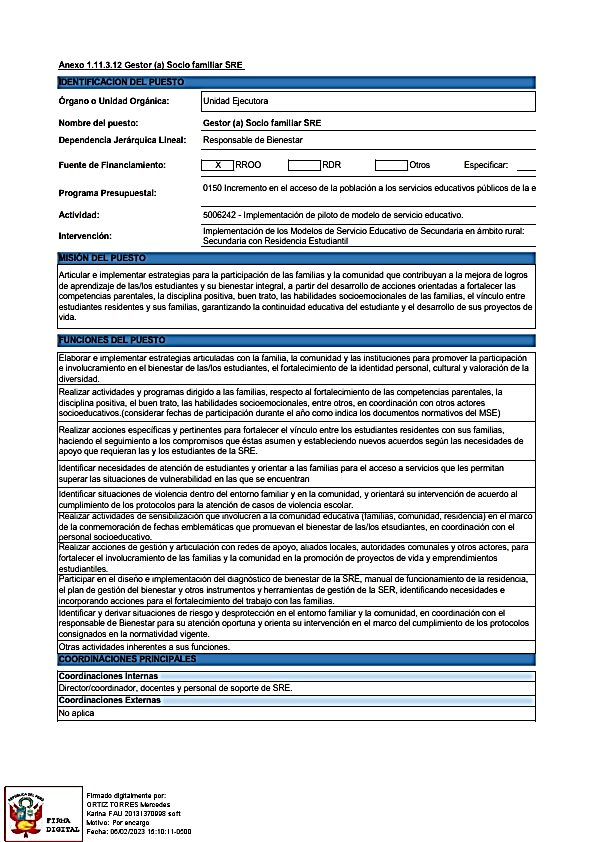 Anexo 1.11.3.12 Gestor (a) Socio familiar SRE
IDENTIFICACION DEL PUESTO
Órgano o Unidad Orgánica: Unidad Ejecutora
Nombre del puesto: Gestor (a) Socio familiar SRE
Dependencia Jerárquica Lineal: Responsable de Bienestar
Fuente de Financiamiento: X RROO RDR Otros Especificar:
Programa Presupuestal: 0150 Incremento en el acceso de la población a los servicios educativos públicos de la e
Actividad: 5006242 - Implementación de piloto de modelo de servicio educativo.
Intervención: Implementación de los Modelos de Servicio Educativo de Secundaria en ámbito rural:
Secundaria con Residencia Estudiantil
MISIÓN DEL PUESTO
Articular e implementar estrategias para la participación de las familias y la comunidad que contribuyan a la mejora de logros
de aprendizaje de las/los estudiantes y su bienestar integral, a partir del desarrollo de acciones orientadas a fortalecer las
competencias parentales, la disciplina positiva, buen trato, las habilidades socioemocionales de las familias, el vínculo entre
estudiantes residentes y sus familias, garantizando la continuidad educativa del estudiante y el desarrollo de sus proyectos de
vida.
FUNCIONES DEL PUESTO
Elaborar e implementar estrategias articuladas con la familia, la comunidad y las instituciones para promover la participación
e involucramiento en el bienestar de las/los estudiantes, el fortalecimiento de la identidad personal, cultural y valoración de la
diversidad.
Realizar actividades y programas dirigido a las familias, respecto al fortalecimiento de las competencias parentales, la
disciplina positiva, el buen trato, las habilidades socioemocionales, entre otros, en coordinación con otros actores
socioeducativos.(considerar fechas de participación durante el año como indica los documentos normativos del MSE)
Realizar acciones específicas y pertinentes para fortalecer el vínculo entre los estudiantes residentes con sus familias,
haciendo el seguimiento a los compromisos que éstas asumen y estableciendo nuevos acuerdos según las necesidades de
apoyo que requieran las y los estudiantes de la SRE.
Identificar necesidades de atención de estudiantes y orientar a las familias para el acceso a servicios que les permitan
superar las situaciones de vulnerabilidad en las que se encuentran
Identificar situaciones de violencia dentro del entorno familiar y en la comunidad, y orientará su intervención de acuerdo al
cumplimiento de los protocolos para la atención de casos de violencia escolar.
Realizar actividades de sensibilización que involucren a la comunidad educativa (familias, comunidad, residencia) en el marco
de la conmemoración de fechas emblemáticas que promuevan el bienestar de las/los etsudiantes, en coordinación con el
personal socioeducativo.
Realizar acciones de gestión y articulación con redes de apoyo, aliados locales, autoridades comunales y otros actores, para
fortalecer el involucramiento de las familias y la comunidad en la promoción de proyectos de vida y emprendimientos
estudiantiles.
Participar en el diseño e implementación del diagnóstico de bienestar de la SRE, manual de funcionamiento de la residencia,
el plan de gestión del bienestar y otros instrumentos y herramientas de gestión de la SER, identificando necesidades e
incorporando acciones para el fortalecimiento del trabajo con las familias.
Identificar y derivar situaciones de riesgo y desprotección en el entorno familiar y la comunidad, en coordinación con el
responsable de Bienestar para su atención oportuna y orienta su intervención en el marco del cumplimiento de los protocolos
consignados en la normatividad vigente.
Otras actividades inherentes a sus funciones.
COORDINACIONES PRINCIPALES
Coordinaciones Internas
Director/coordinador, docentes y personal de soporte de SRE.
Coordinaciones Externas
No aplica
REPUBLICA DEL PERU
FIRMA
DIGITAL
Firmado digitalmente por:
ORTIZ TORRES Mercedes
Karina FAU 20131370998 soft
Motivo: Por encargo
Fecha: 06/02/2023 16:10:11-0500